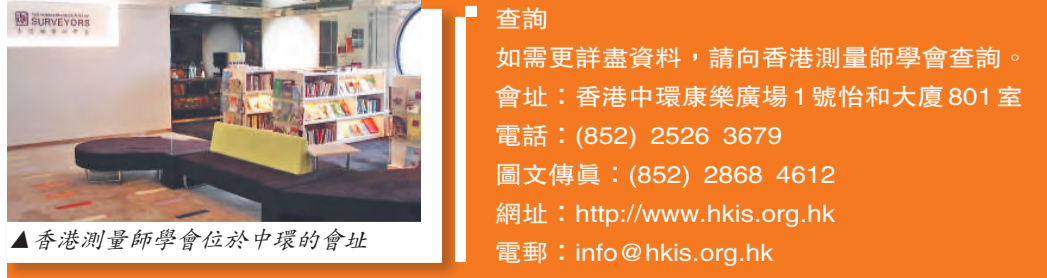 SURVEYORS
▲香港測量師學會位於中環的會址
查詢
如需更詳盡資料，請向香港測量師學會查詢。
會址：香港中環康樂廣場1號怡和大廈801室
電話：(852) 2526 3679
圖文傳眞：(852) 2868 4612
網址：http://www.hkis.org.hk
電郵：info@hkis.org.hk